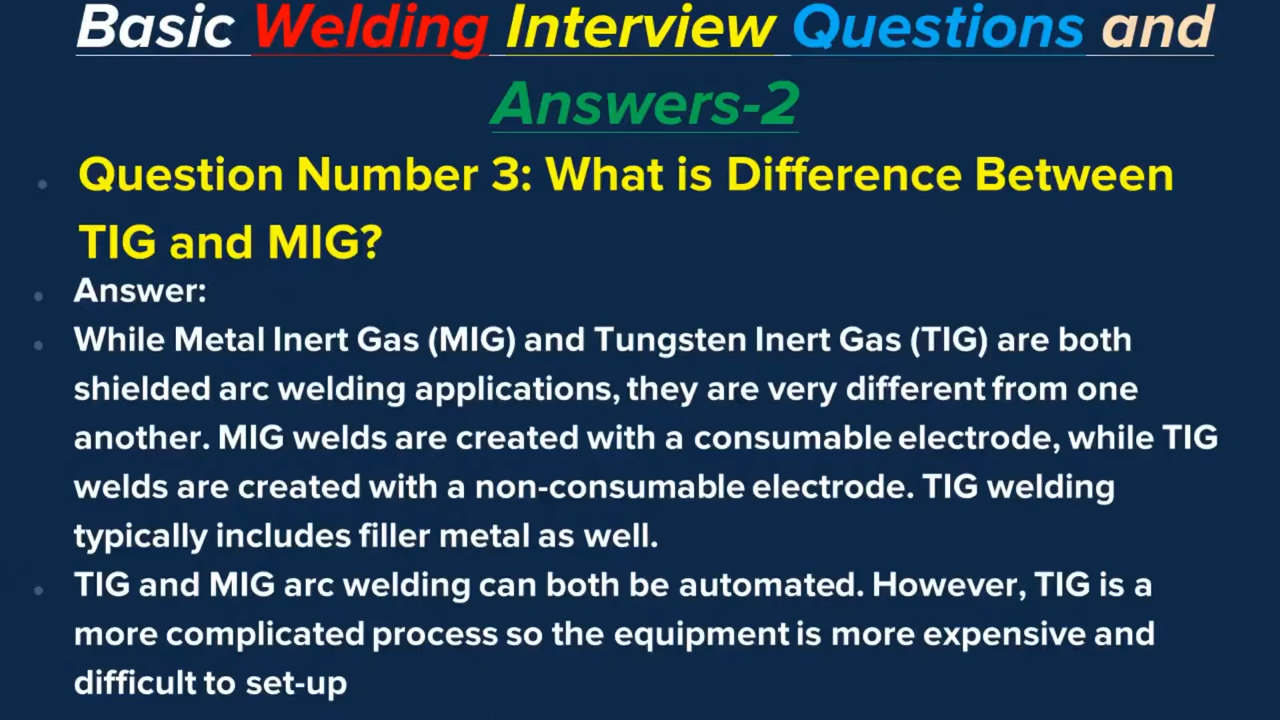 Basic Welding Interview Questions and
Answers-2
Question Number 3: What is Difference Between
TIG and MIG?
Answer:
While Metal Inert Gas (MIG) and Tungsten Inert Gas (TIG) are both
shielded arc welding applications, they are very different from one
another. MIG welds are created with a consumable electrode, while TIG
welds are created with a non-consumable electrode. TIG welding
typically includes filler metal as well.
TIG and MIG arc welding can both be automated. However, TIG is a
more complicated process so the equipment is more expensive and
difficult to set-up